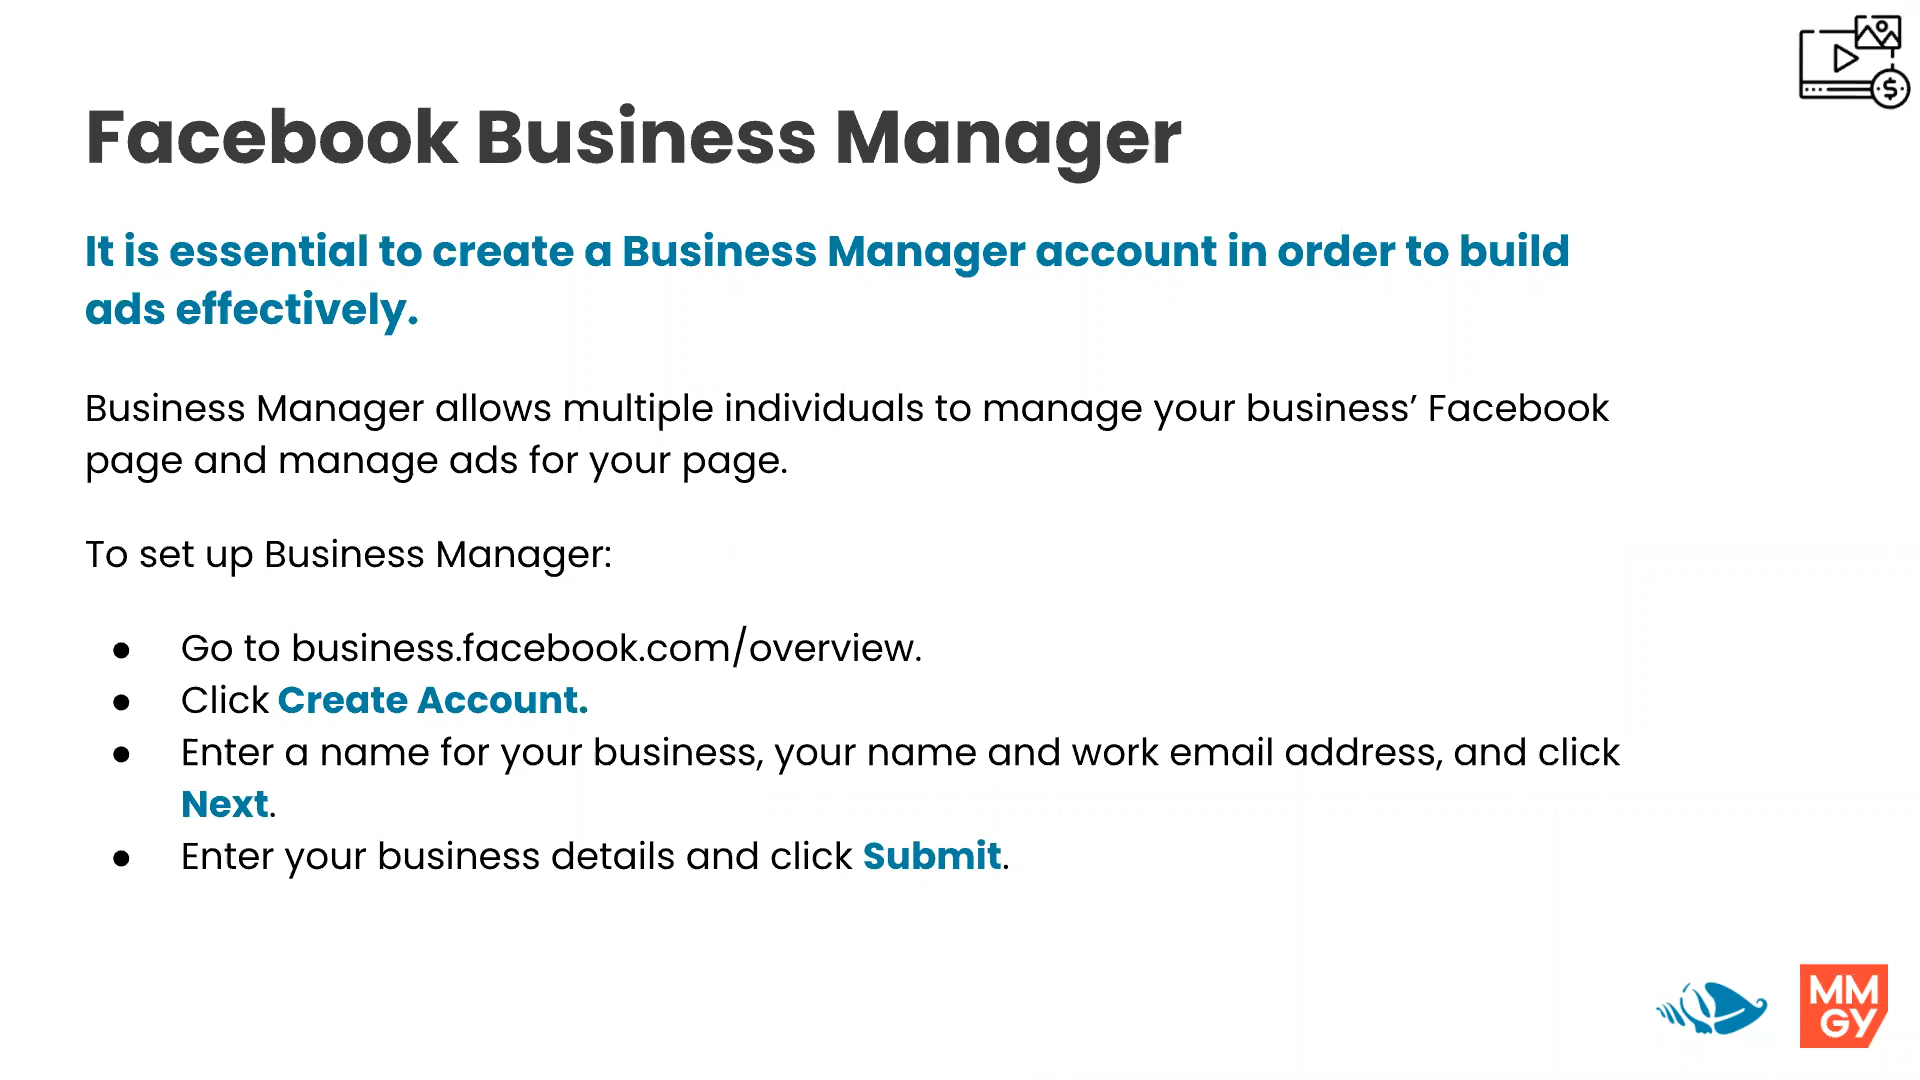 Facebook Business Manager
It is essential to create a Business Manager account in order to build
ads effectively.
Business Manager allows multiple individuals to manage your business’ Facebook
page and manage ads for your page.
To set up Business Manager:
● Go to business.facebook.com/overview.
● Click Create Account.
● Enter a name for your business, your name and work email address, and click
Next.
● Enter your business details and click Submit.
$
MM
GY